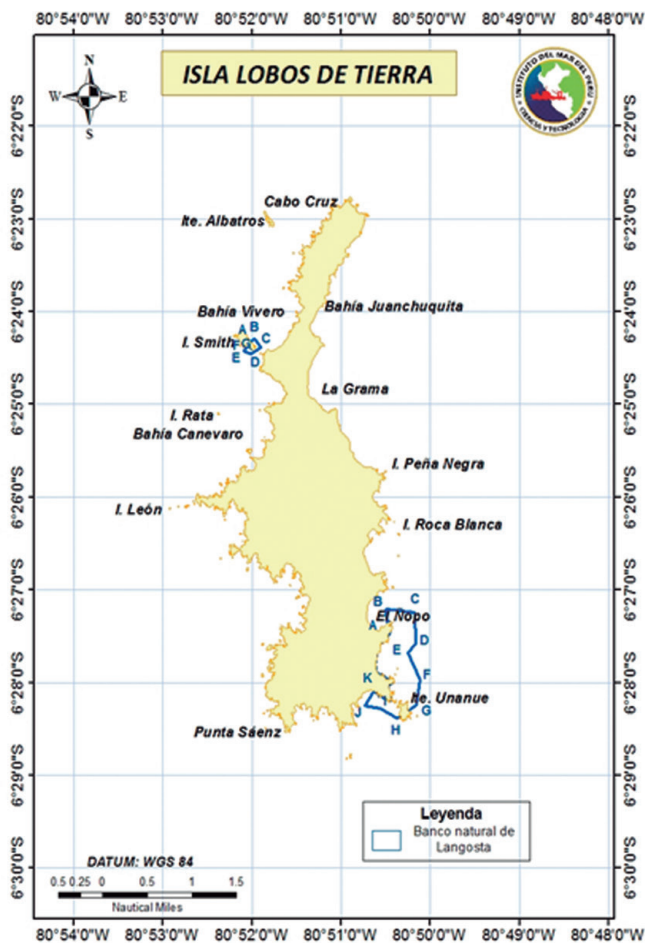 80°54'0"W 80°53'0"W 80°52'0"W 80°51'0"W 80°50'0"W 80°49'0"W 80°48'0"W
ISLA LOBOS DE TIERRA
INSTITUTO DEL MAR DEL PERU
CIENCIA Y TECNOLOGIA
N
W E
S
6°22'0"S 6°22'0"S
Cabo Cruz
Ite. Albatros
6°23'0"S 6°23'0"S
Bahía Vivero
Bahía Juanchuquita
6°24'0"S 6°24'0"S
A B C
I. Smith
F G
E D
La Grama
6°25'0"S 6°25'0"S
I. Rata
Bahía Canevaro
I. Peña Negra
6°26'0"S 6°26'0"S
I. León
I. Roca Blanca
6°27'0"S 6°27'0"S
B C
El Ñopo
A D
E
K F
6°28'0"S 6°28'0"S
Ite. Unanue
I
J G
H
Punta Sáenz
6°29'0"S 6°29'0"S
Leyenda
Banco natural de
Langosta
DATUM: WGS 84
6°30'0"S 6°30'0"S
0.5 0.25 0 0.5 1 1.5
Nautical Miles
80°54'0"W 80°53'0"W 80°52'0"W 80°51'0"W 80°50'0"W 80°49'0"W 80°48'0"W